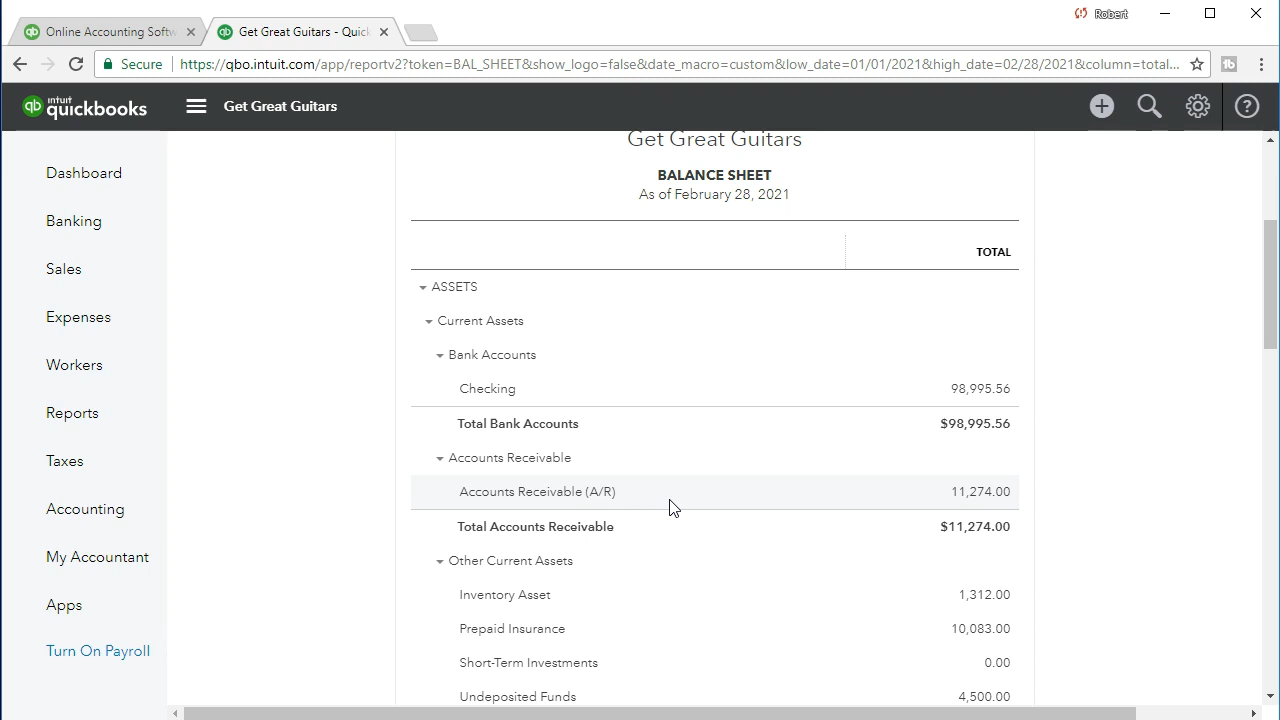 Robert
Online Accounting Softw
Get Great Guitars - Quick
Secure
https://qbo.intuit.com/app/reportv2?token=BAL_SHEET&show_logo=false&date_macro=custom&low_date=01/01/2021&high_date=02/28/2021&column=total...
intuit
quickbooks
Get Great Guitars
Dashboard
Banking
Sales
Expenses
Workers
Reports
Taxes
Accounting
My Accountant
Apps
Turn On Payroll
Get Great Guitars
BALANCE SHEET
As of February 28, 2021
TOTAL
ASSETS
Current Assets
Bank Accounts
Checking 98,995.56
Total Bank Accounts $98,995.56
Accounts Receivable
Accounts Receivable (A/R) 11,274.00
Total Accounts Receivable $11,274.00
Other Current Assets
Inventory Asset 1,312.00
Prepaid Insurance 10,083.00
Short-Term Investments 0.00
Undeposited Funds 4,500.00